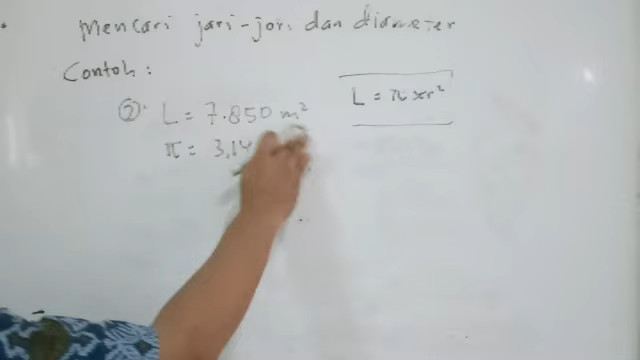 Mencari jari-jari dan diameter
Contoh :
②. L = 7.850 m²
L = π x r²
π = 3,14